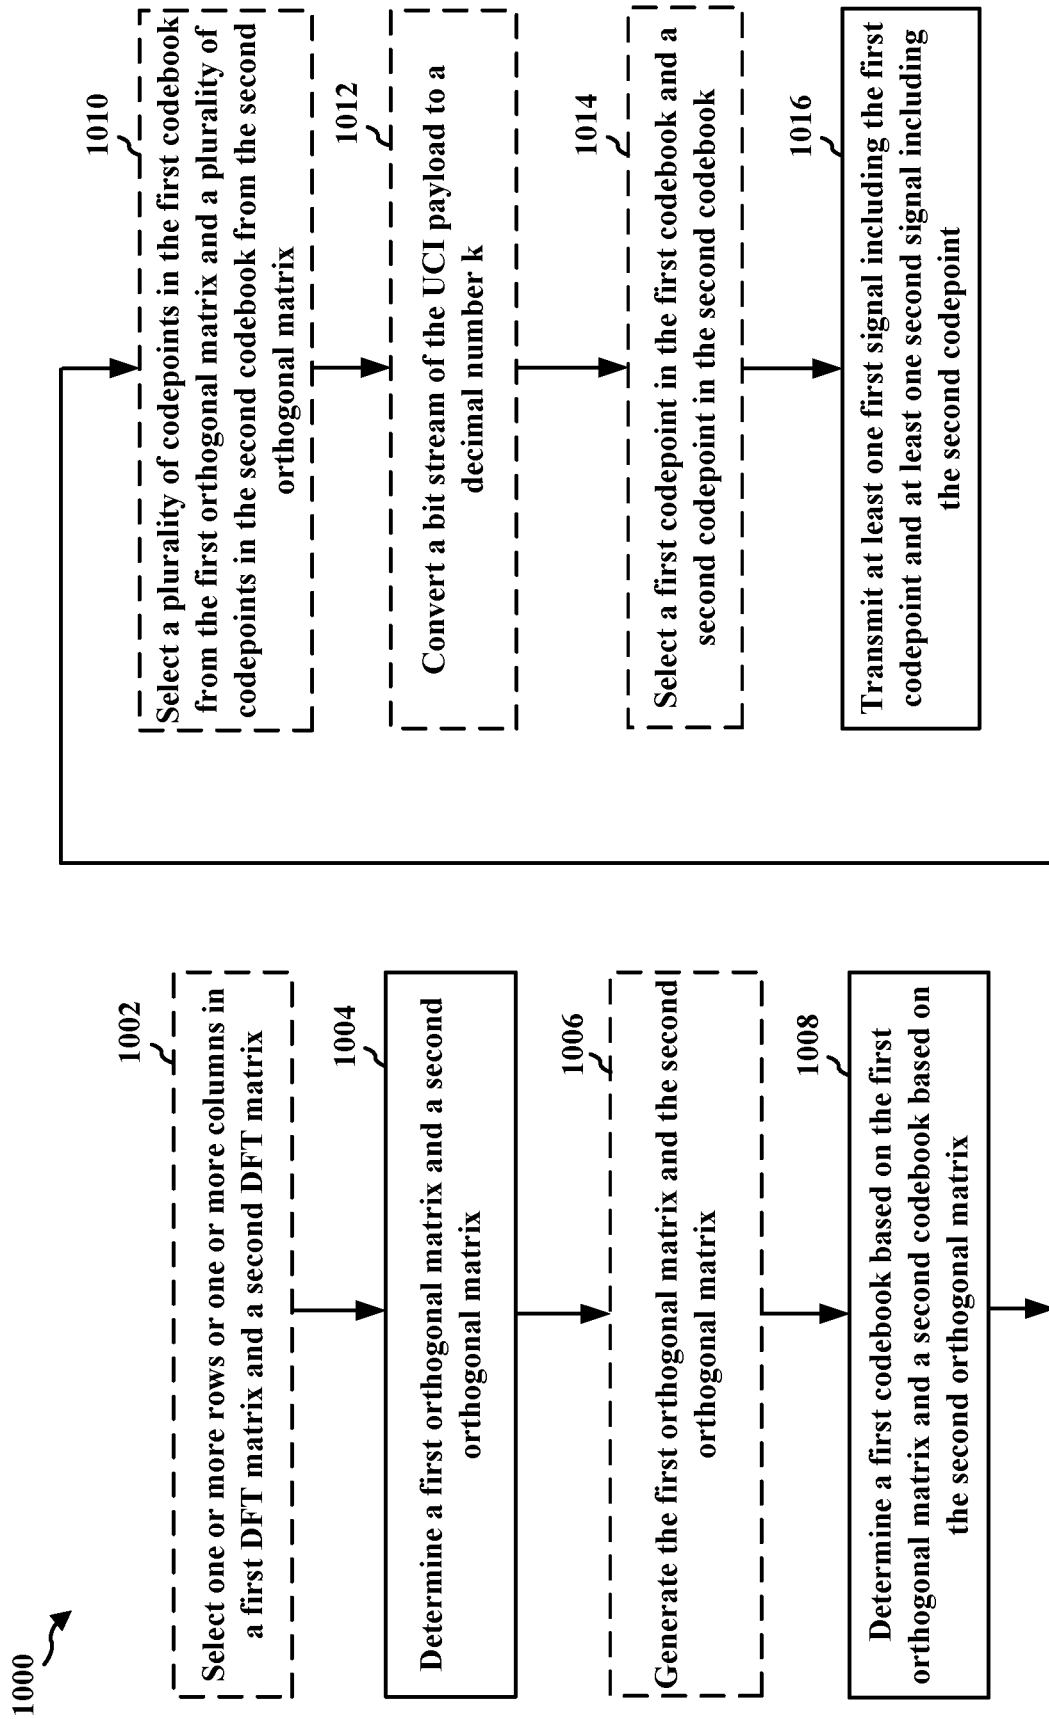 1000
1002
Select one or more rows or one or more columns in
a first DFT matrix and a second DFT matrix
1004
Determine a first orthogonal matrix and a second
orthogonal matrix
1006
Generate the first orthogonal matrix and the second
orthogonal matrix
1008
Determine a first codebook based on the first
orthogonal matrix and a second codebook based on
the second orthogonal matrix
1010
Select a plurality of codepoints in the first codebook
from the first orthogonal matrix and a plurality of
codepoints in the second codebook from the second
orthogonal matrix
1012
Convert a bit stream of the UCI payload to a
decimal number k
1014
Select a first codepoint in the first codebook and a
second codepoint in the second codebook
1016
Transmit at least one first signal including the first
codepoint and at least one second signal including
the second codepoint